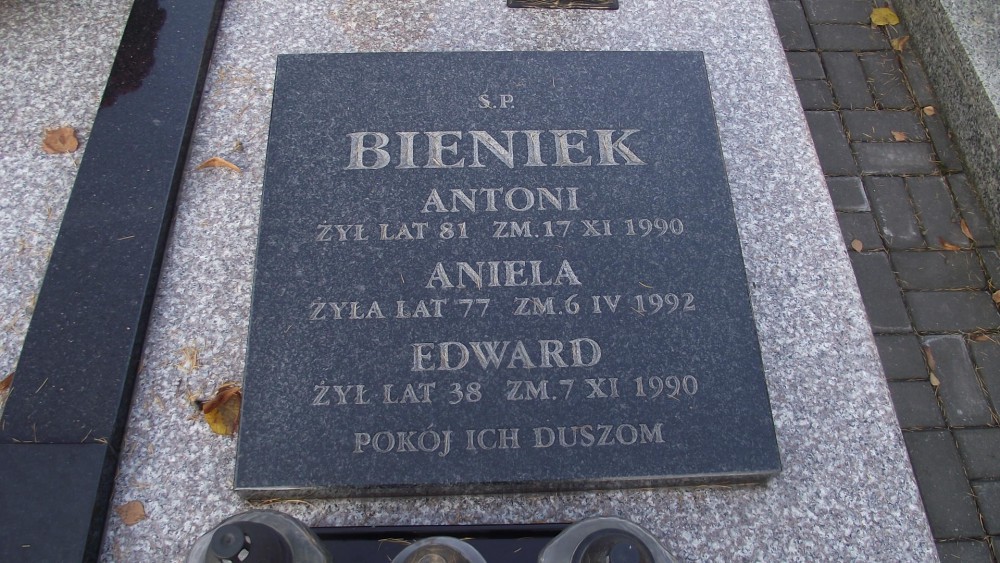 Ś.P.
BIENIEK
ANTONI
ŻYŁ LAT 81 ZM.17 XI 1990
ANIELA
ŻYŁA LAT 77 ZM.6 IV 1992
EDWARD
ŻYŁ LAT 38 ZM.7 XI 1990
POKÓJ ICH DUSZOM